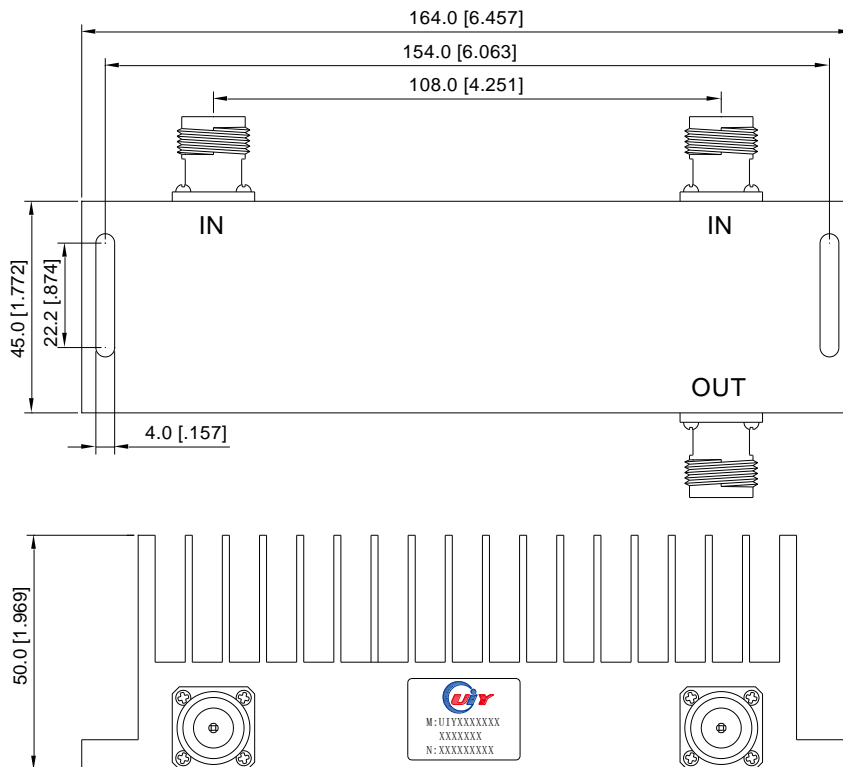 164.0 [6.457]
154.0 [6.063]
108.0 [4.251]
IN
IN
45.0 [1.772]
22.2 [.874]
OUT
4.0 [.157]
50.0 [1.969]
UiY
M:UIYXXXXXXX
XXXXXXX
N:XXXXXXXXX